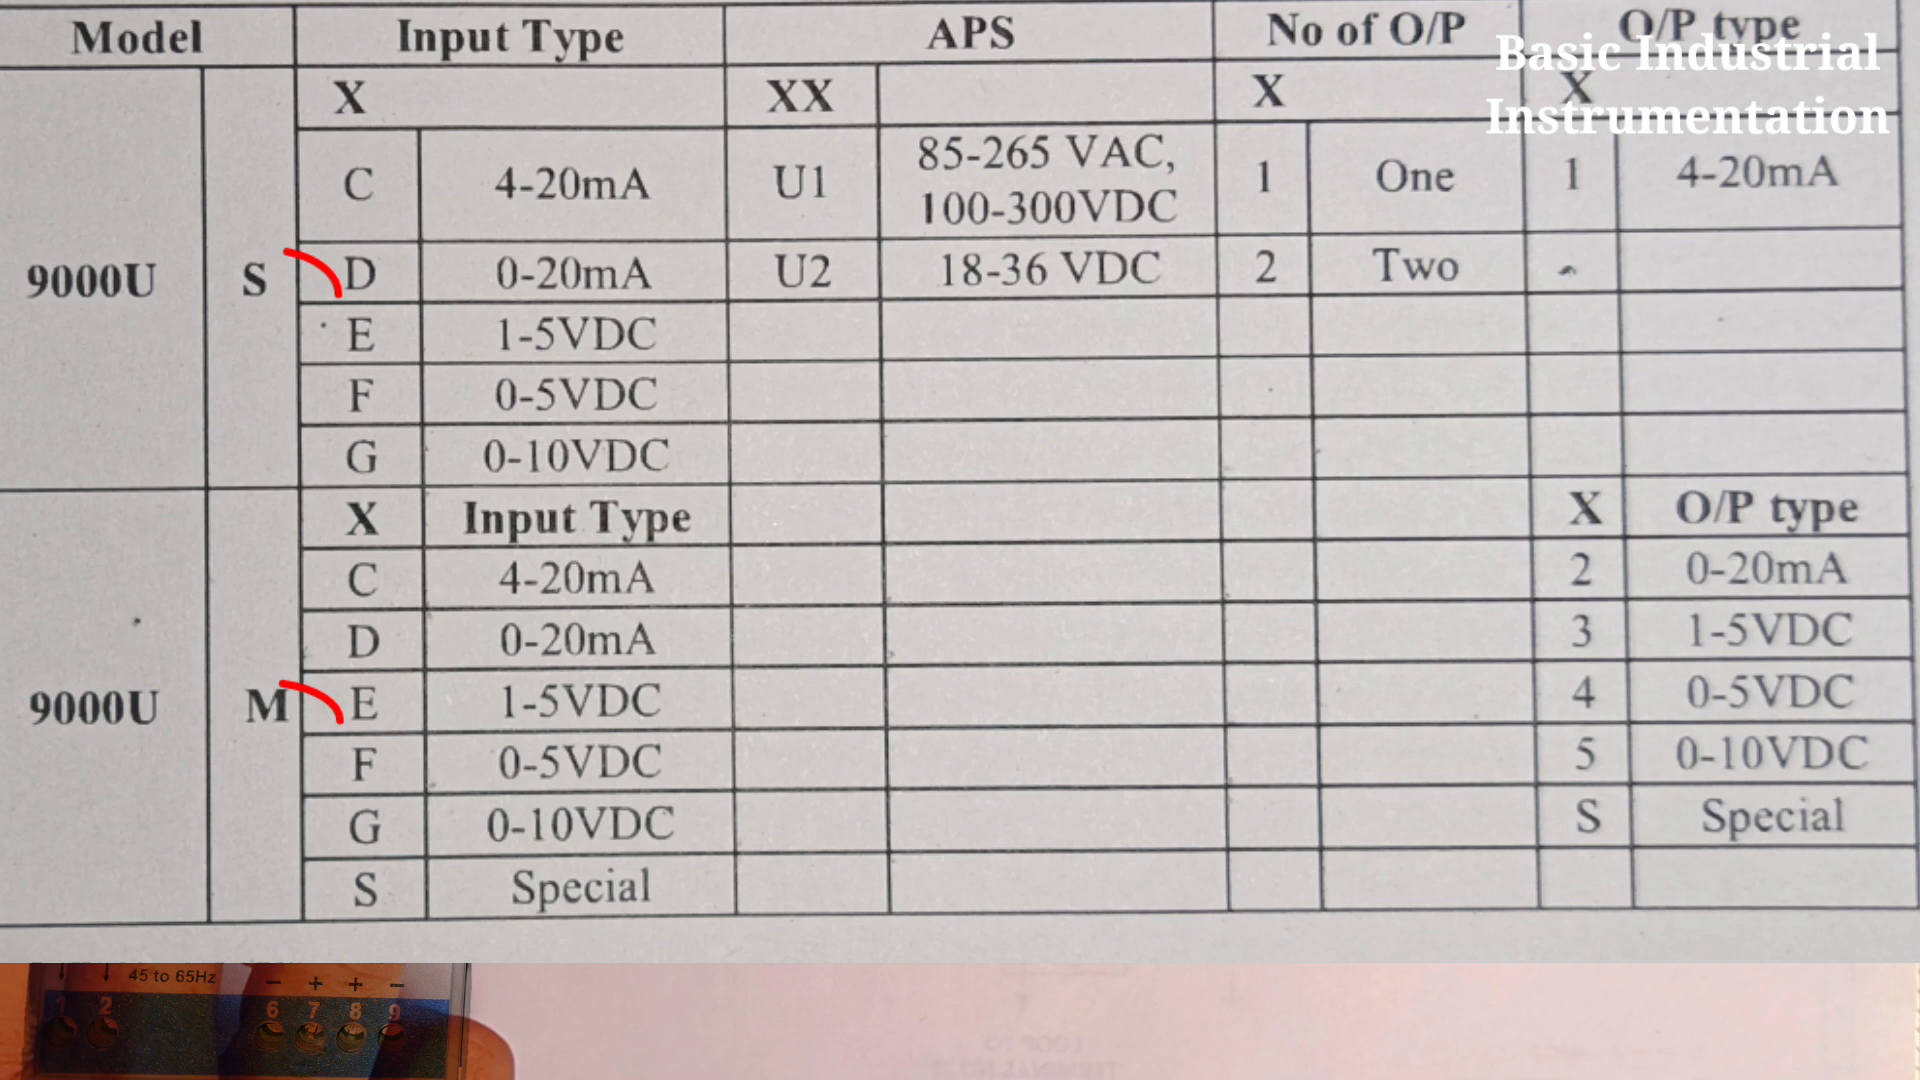 Model Input Type APS No of O/P O/P type
Basic Industrial
Instrumentation
X XX X X
9000U S
C 4-20mA U1 85-265 VAC, 100-300VDC 1 One 1 4-20mA
D 0-20mA U2 18-36 VDC 2 Two -
E 1-5VDC
F 0-5VDC
G 0-10VDC
9000U M
X Input Type X O/P type
C 4-20mA 2 0-20mA
D 0-20mA 3 1-5VDC
E 1-5VDC 4 0-5VDC
F 0-5VDC 5 0-10VDC
G 0-10VDC S Special
S Special
45 to 65Hz
- + + -
1 2 6 7 8 9
LOOP TO